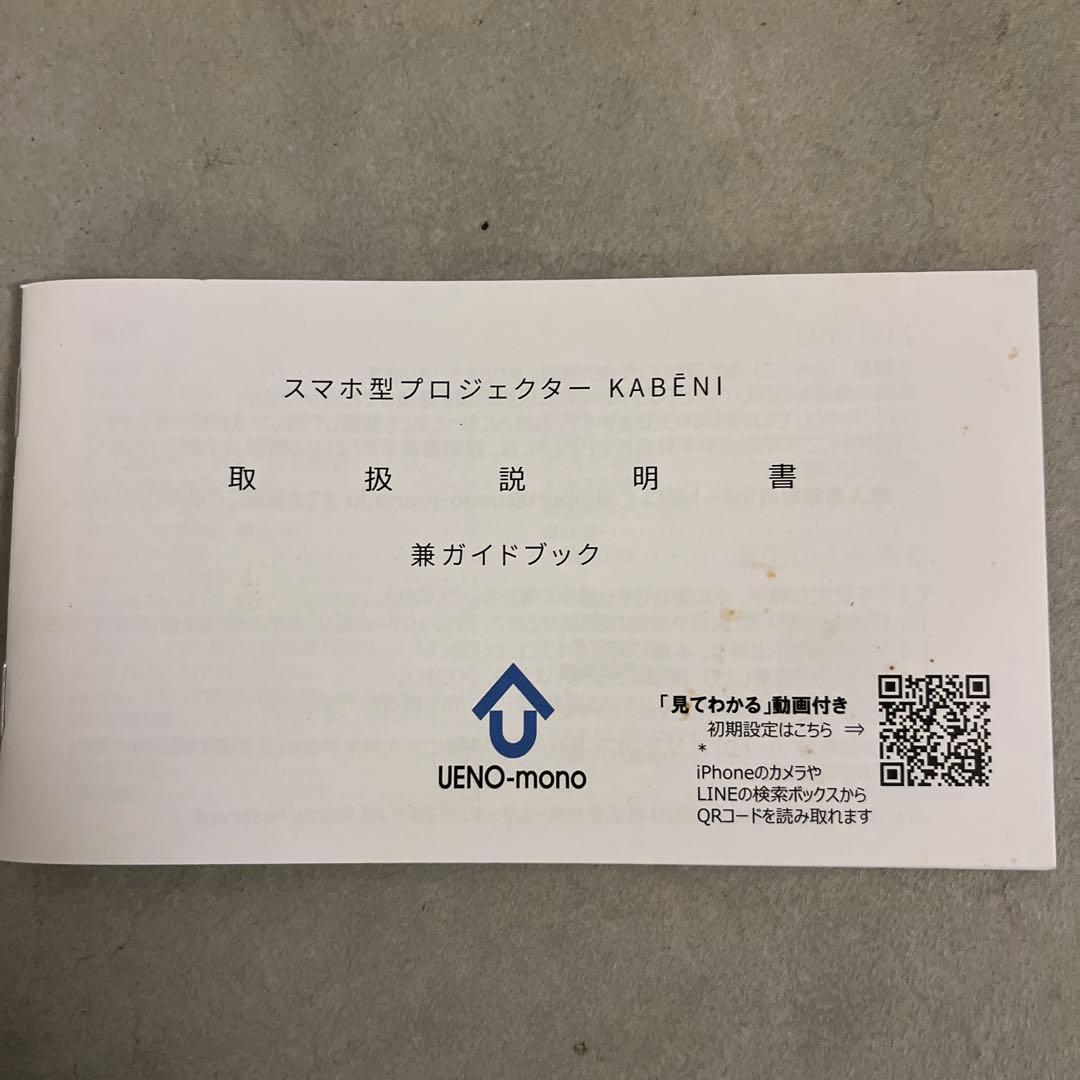 スマホ型プロジェクター KABĒNI
取扱説明書
兼ガイドブック
UENO-mono
「見てわかる」動画付き
初期設定はこちら ⇒
*
iPhoneのカメラや
LINEの検索ボックスから
QRコードを読み取れます